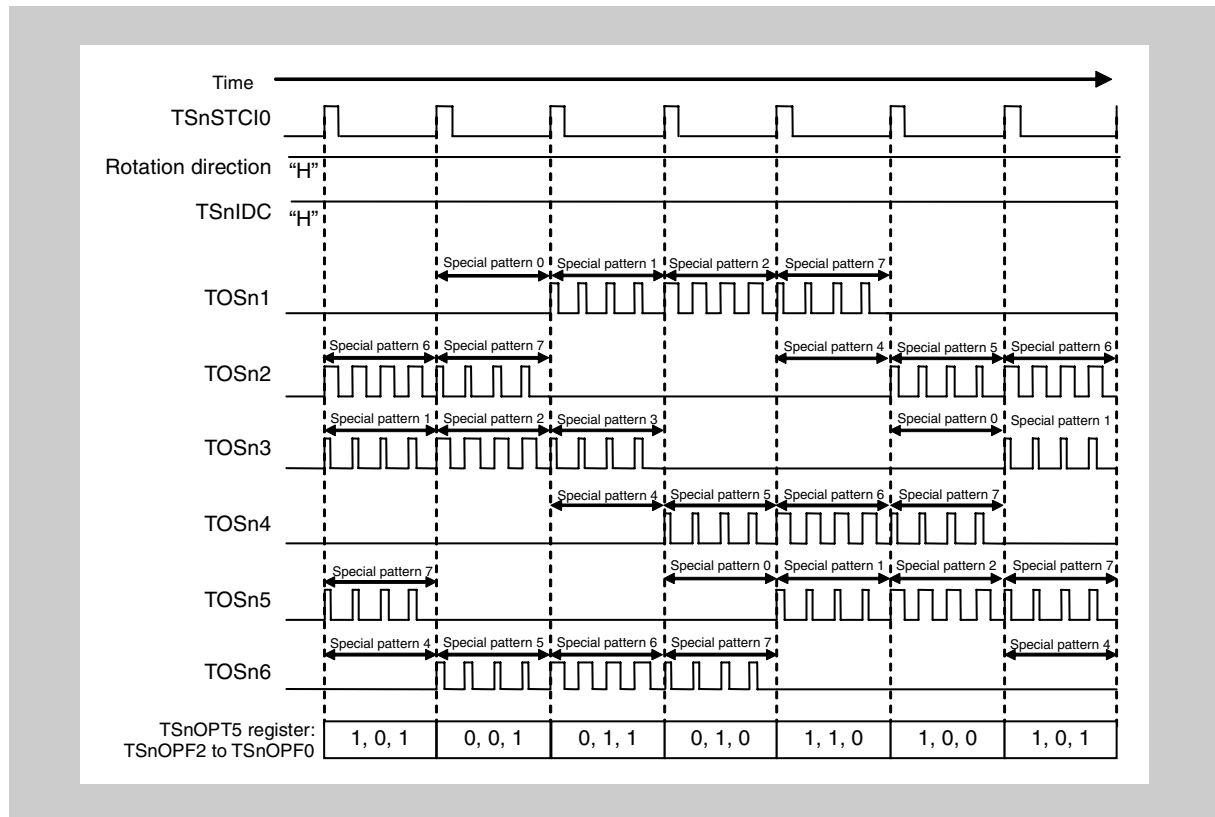 Time
TSnSTCI0
Rotation direction "H"
TSnIDC "H"
Special pattern 0 Special pattern 1 Special pattern 2 Special pattern 7
TOSn1
Special pattern 6 Special pattern 7 Special pattern 4 Special pattern 5 Special pattern 6
TOSn2
Special pattern 1 Special pattern 2 Special pattern 3 Special pattern 0 Special pattern 1
TOSn3
Special pattern 4 Special pattern 5 Special pattern 6 Special pattern 7
TOSn4
Special pattern 7 Special pattern 0 Special pattern 1 Special pattern 2 Special pattern 7
TOSn5
Special pattern 4 Special pattern 5 Special pattern 6 Special pattern 7 Special pattern 4
TOSn6
TSnOPT5 register:
TSnOPF2 to TSnOPF0
1, 0, 1 0, 0, 1 0, 1, 1 0, 1, 0 1, 1, 0 1, 0, 0 1, 0, 1